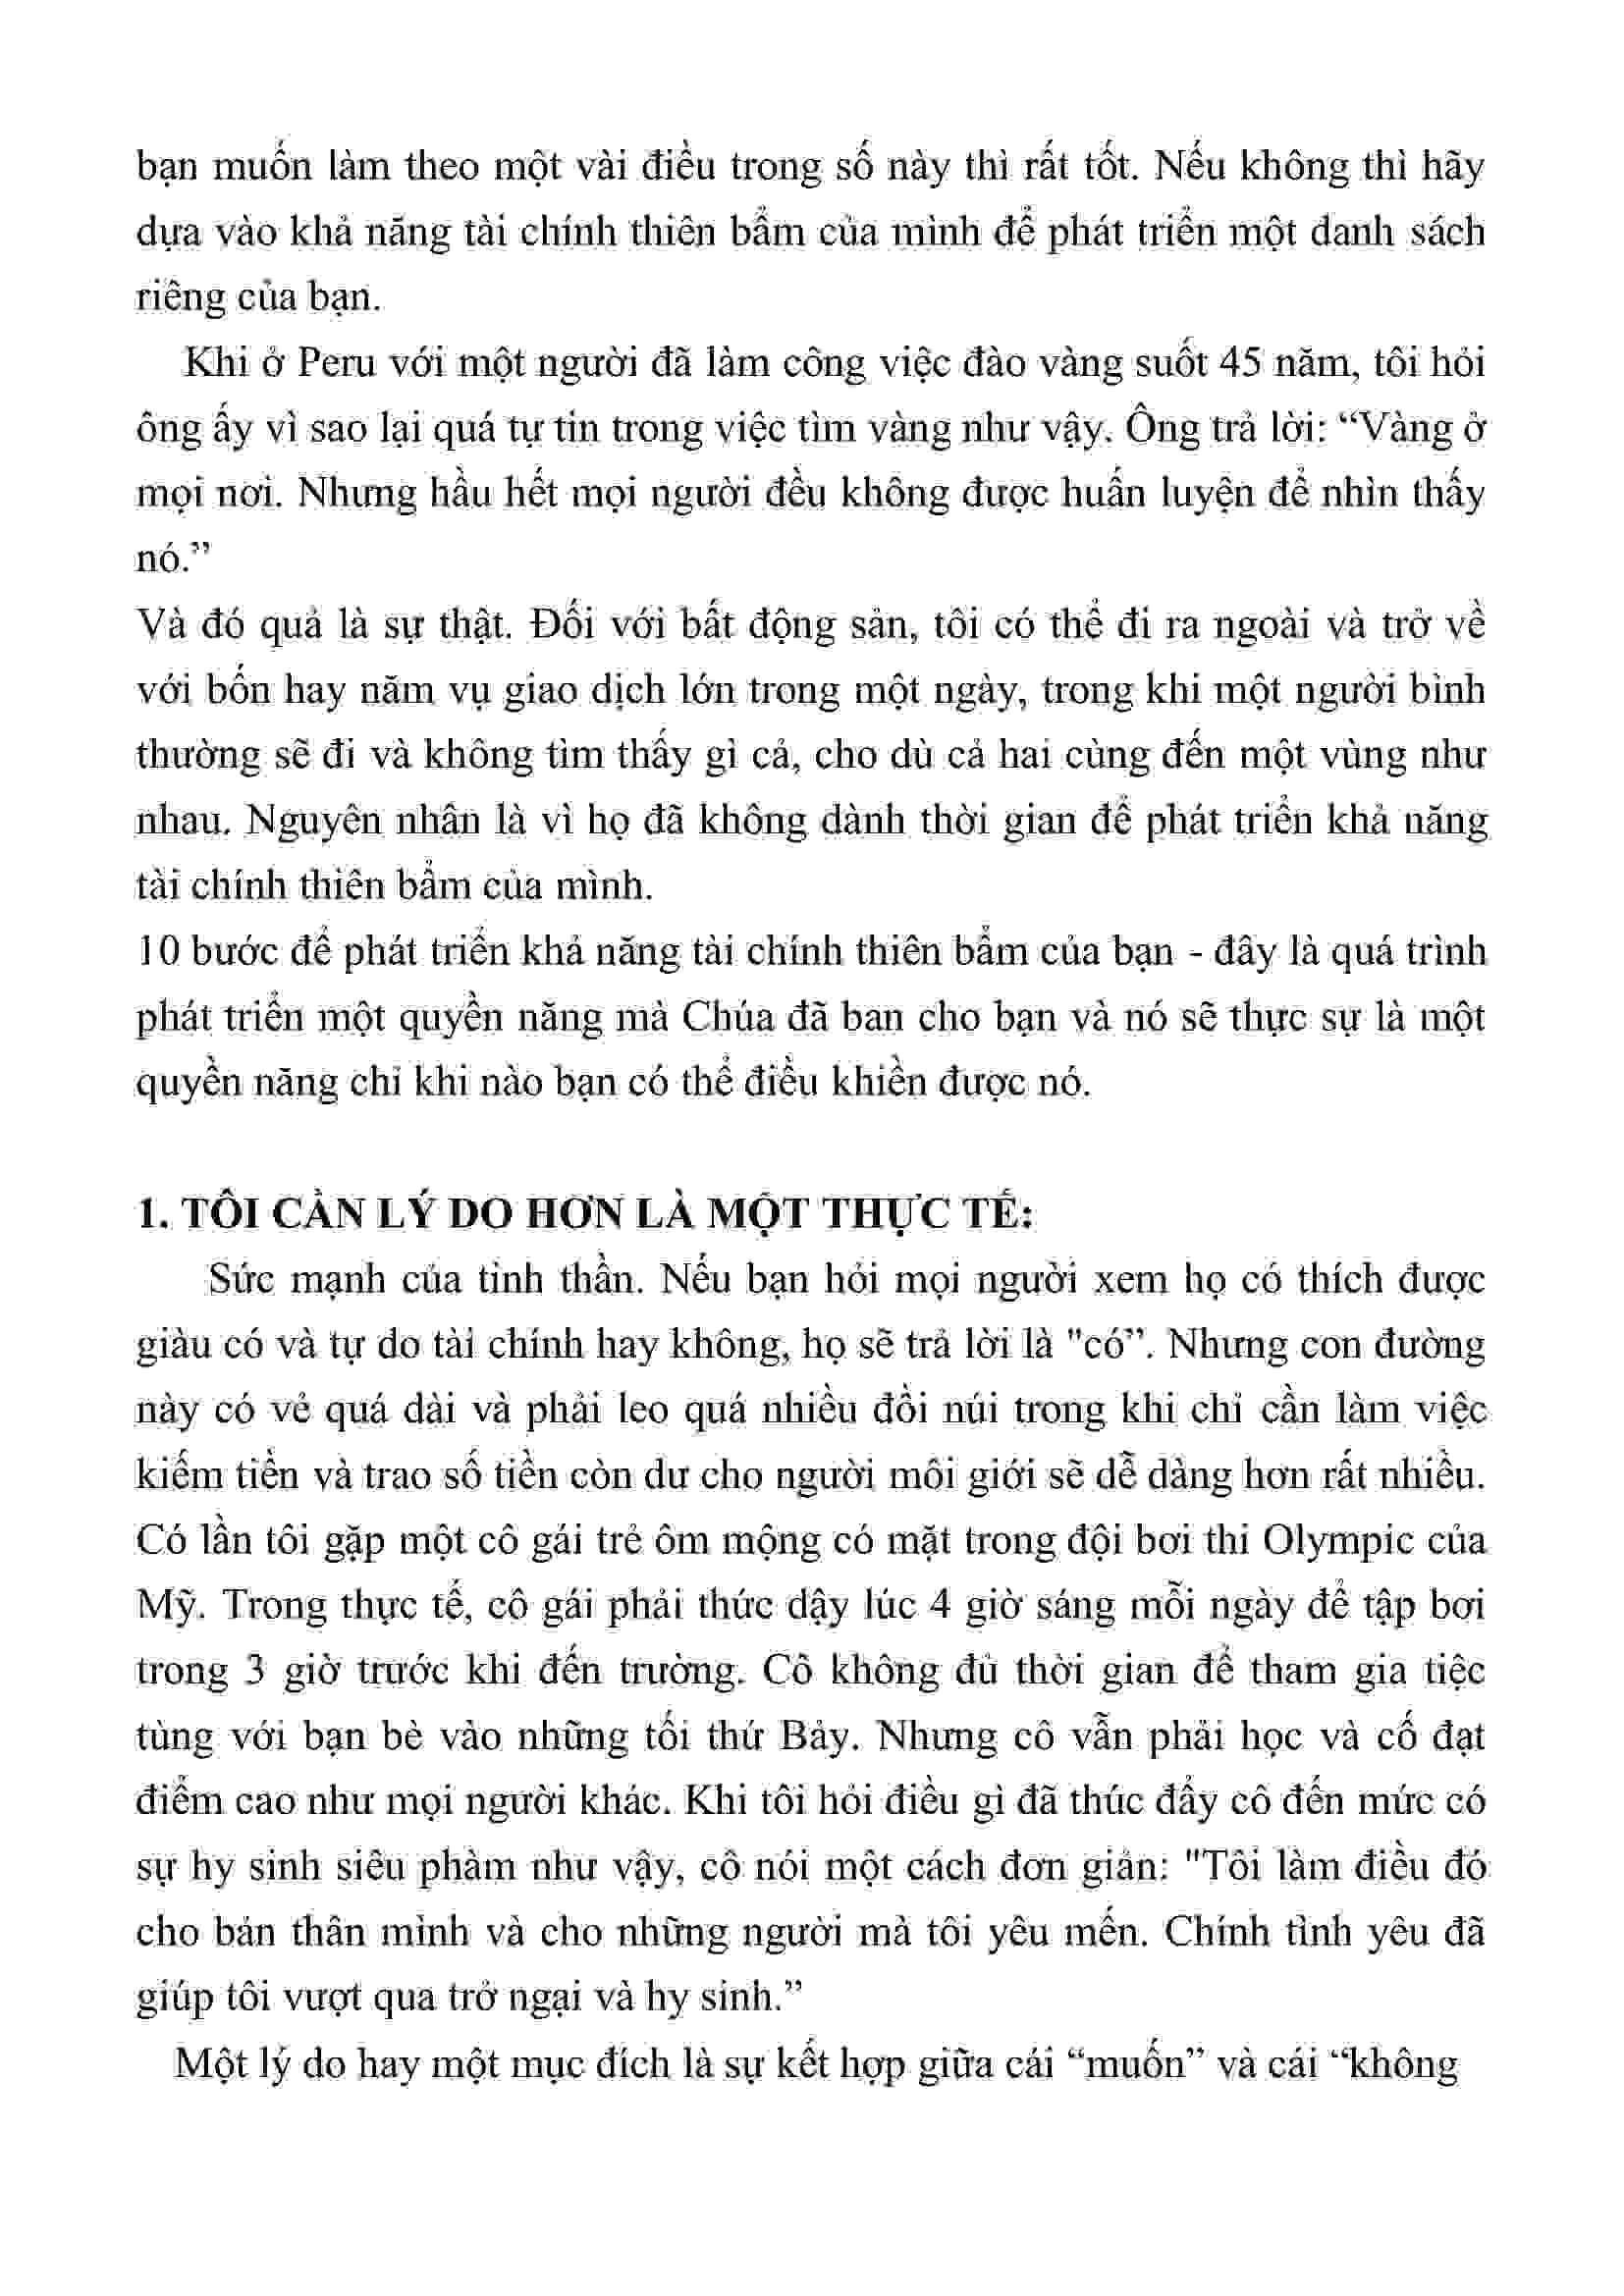 bạn muốn làm theo một vài điều trong số này thì rất tốt. Nếu không thì hãy
dựa vào khả năng tài chính thiên bẩm của mình để phát triển một danh sách
riêng của bạn.
Khi ở Peru với một người đã làm công việc đào vàng suốt 45 năm, tôi hỏi
ông ấy vì sao lại quá tự tin trong việc tìm vàng như vậy. Ông trả lời: “Vàng ở
mọi nơi. Nhưng hầu hết mọi người đều không được huấn luyện để nhìn thấy
nó.”
Và đó quả là sự thật. Đối với bất động sản, tôi có thể đi ra ngoài và trở về
với bốn hay năm vụ giao dịch lớn trong một ngày, trong khi một người bình
thường sẽ đi và không tìm thấy gì cả, cho dù cả hai cùng đến một vùng như
nhau. Nguyên nhân là vì họ đã không dành thời gian để phát triển khả năng
tài chính thiên bẩm của mình.
10 bước để phát triển khả năng tài chính thiên bẩm của bạn - đây là quá trình
phát triển một quyền năng mà Chúa đã ban cho bạn và nó sẽ thực sự là một
quyền năng chỉ khi nào bạn có thể điều khiển được nó.
1. TÔI CẦN LÝ DO HƠN LÀ MỘT THỰC TẾ:
Sức mạnh của tinh thần. Nếu bạn hỏi mọi người xem họ có thích được
giàu có và tự do tài chính hay không, họ sẽ trả lời là "có”. Nhưng con đường
này có vẻ quá dài và phải leo quá nhiều đồi núi trong khi chỉ cần làm việc
kiếm tiền và trao số tiền còn dư cho người môi giới sẽ dễ dàng hơn rất nhiều.
Có lần tôi gặp một cô gái trẻ ôm mộng có mặt trong đội bơi thi Olympic của
Mỹ. Trong thực tế, cô gái phải thức dậy lúc 4 giờ sáng mỗi ngày để tập bơi
trong 3 giờ trước khi đến trường. Cô không đủ thời gian để tham gia tiệc
tùng với bạn bè vào những tối thứ Bảy. Nhưng cô vẫn phải học và cố đạt
điểm cao như mọi người khác. Khi tôi hỏi điều gì đã thúc đẩy cô đến mức có
sự hy sinh siêu phàm như vậy, cô nói một cách đơn giản: "Tôi làm điều đó
cho bản thân mình và cho những người mà tôi yêu mến. Chính tình yêu đã
giúp tôi vượt qua trở ngại và hy sinh.”
Một lý do hay một mục đích là sự kết hợp giữa cái “muốn” và cái “không